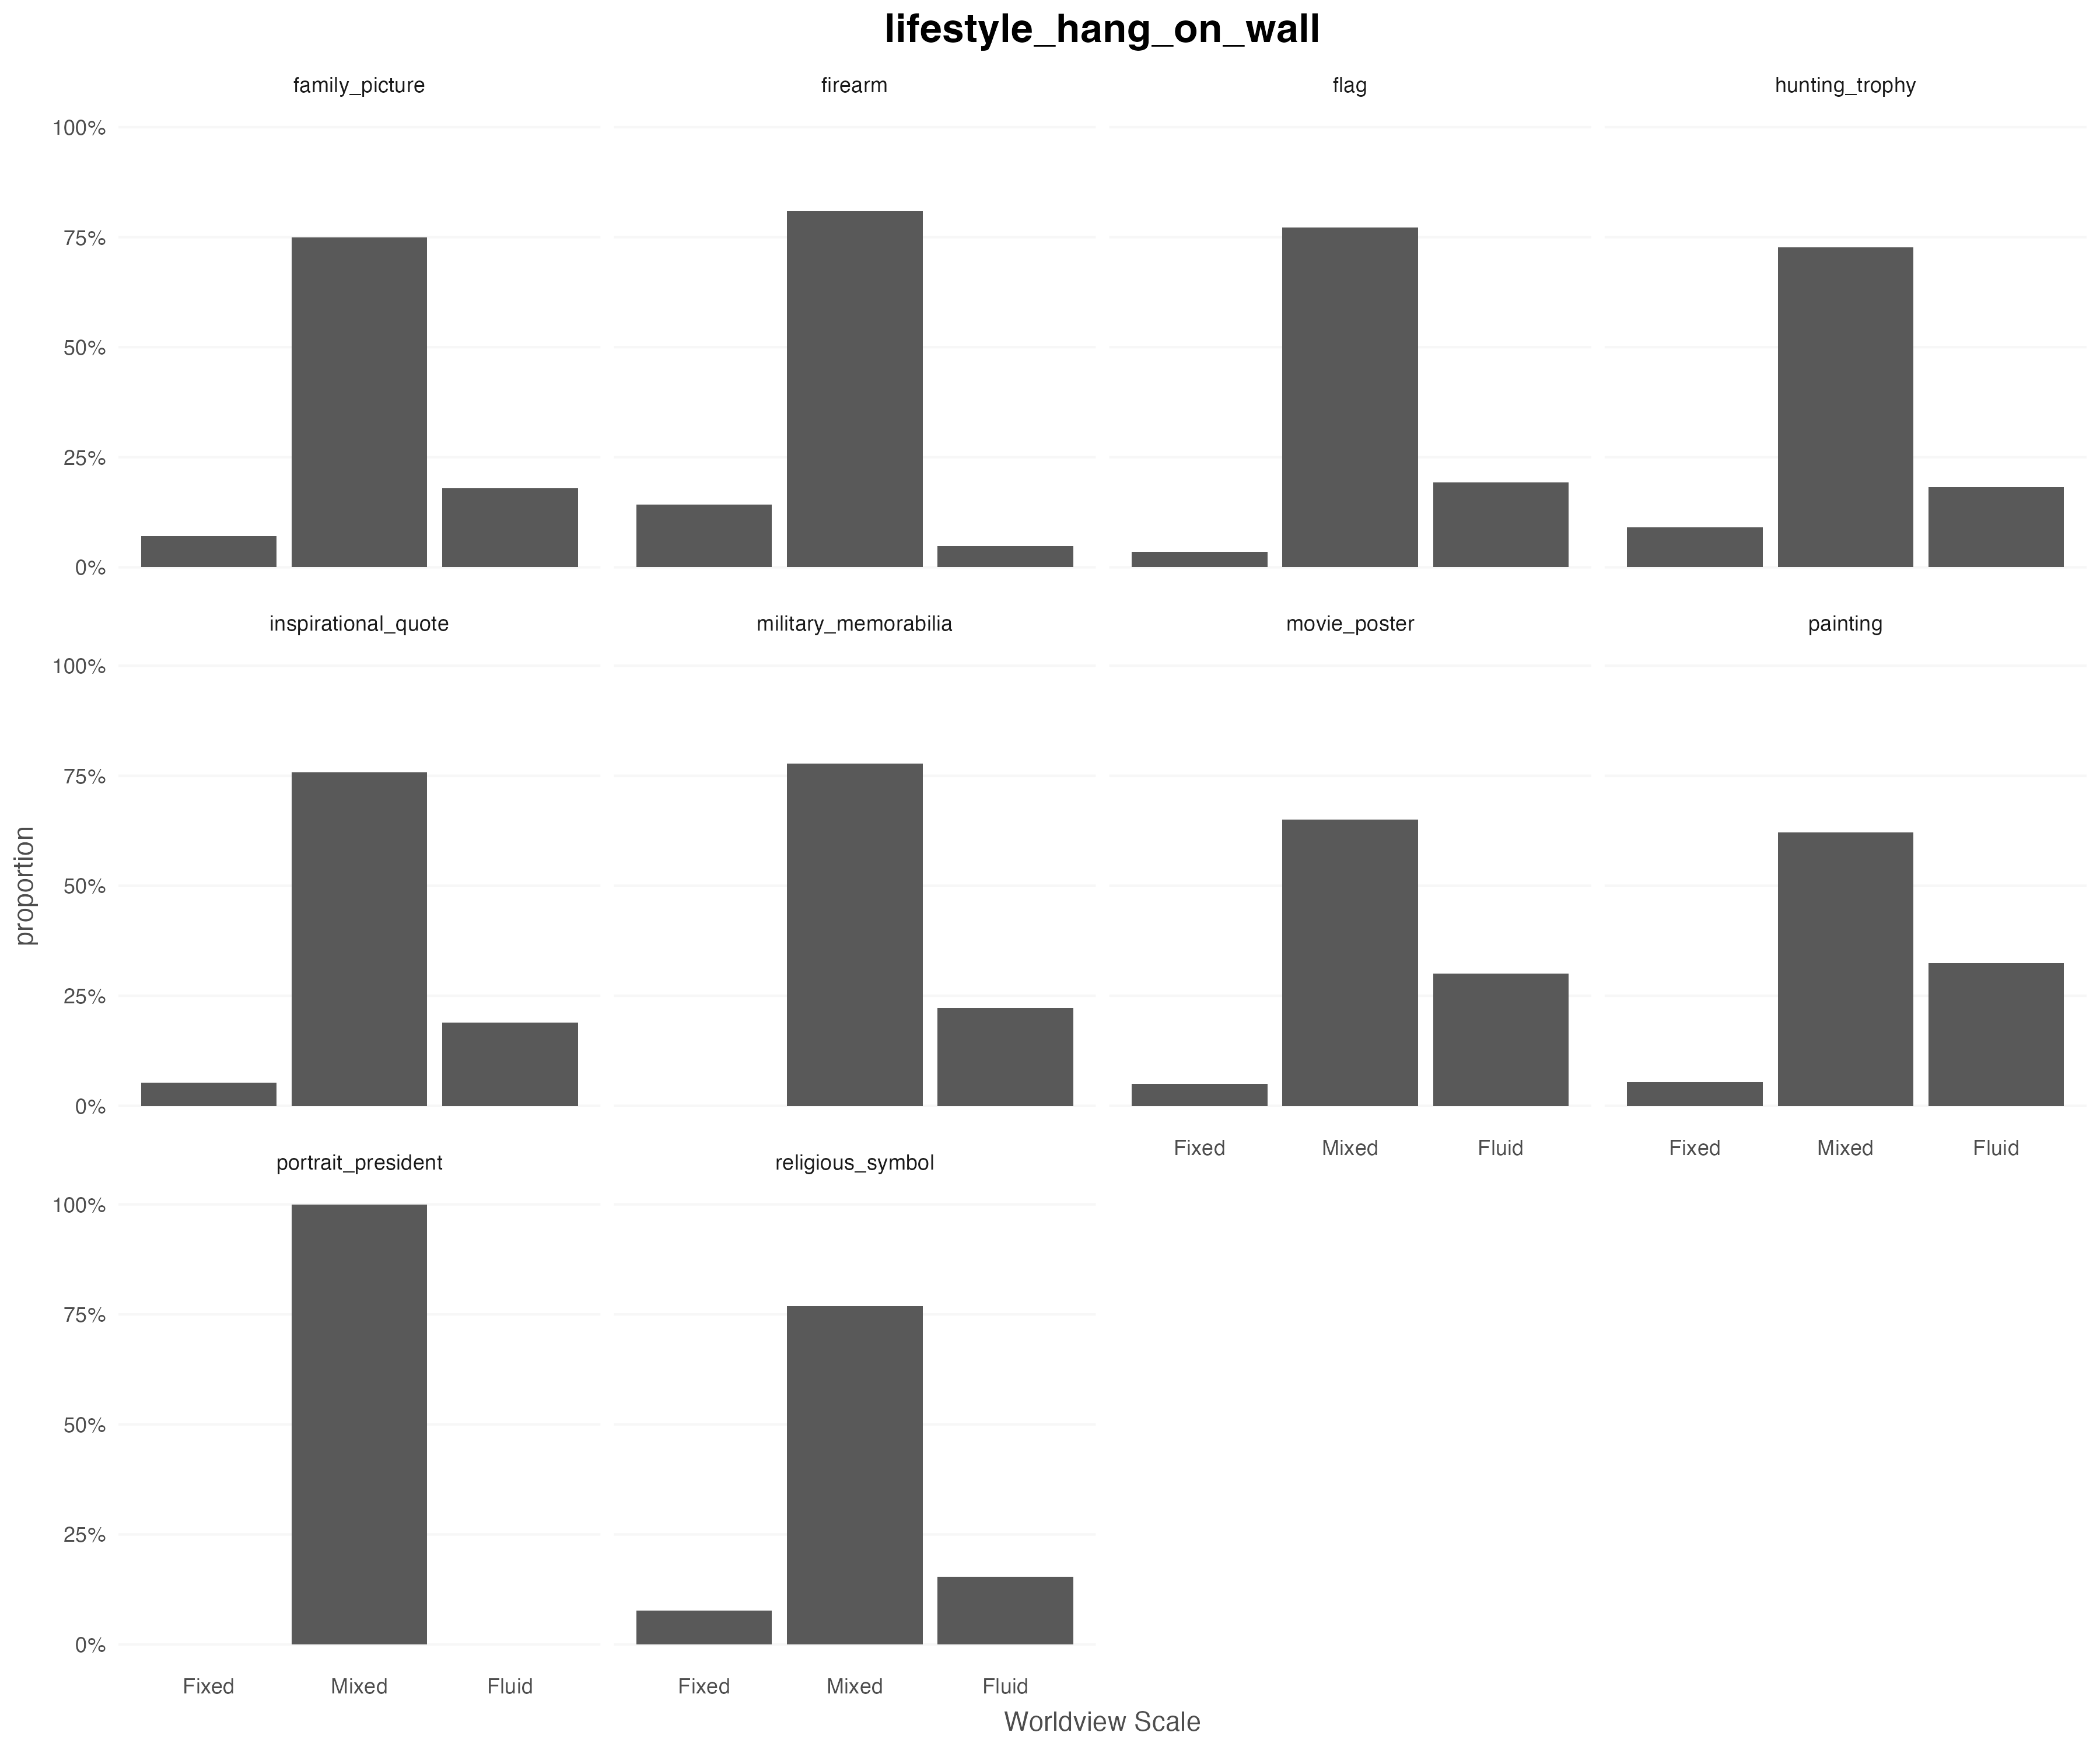 lifestyle_hang_on_wall
family_picture
firearm
flag
hunting_trophy
100%
75%
50%
25%
0%
inspirational_quote
military_memorabilia
movie_poster
painting
100%
75%
50%
25%
0%
Fixed Mixed Fluid
Fixed Mixed Fluid
portrait_president
religious_symbol
100%
75%
50%
25%
0%
Fixed Mixed Fluid
Fixed Mixed Fluid
proportion
Worldview Scale